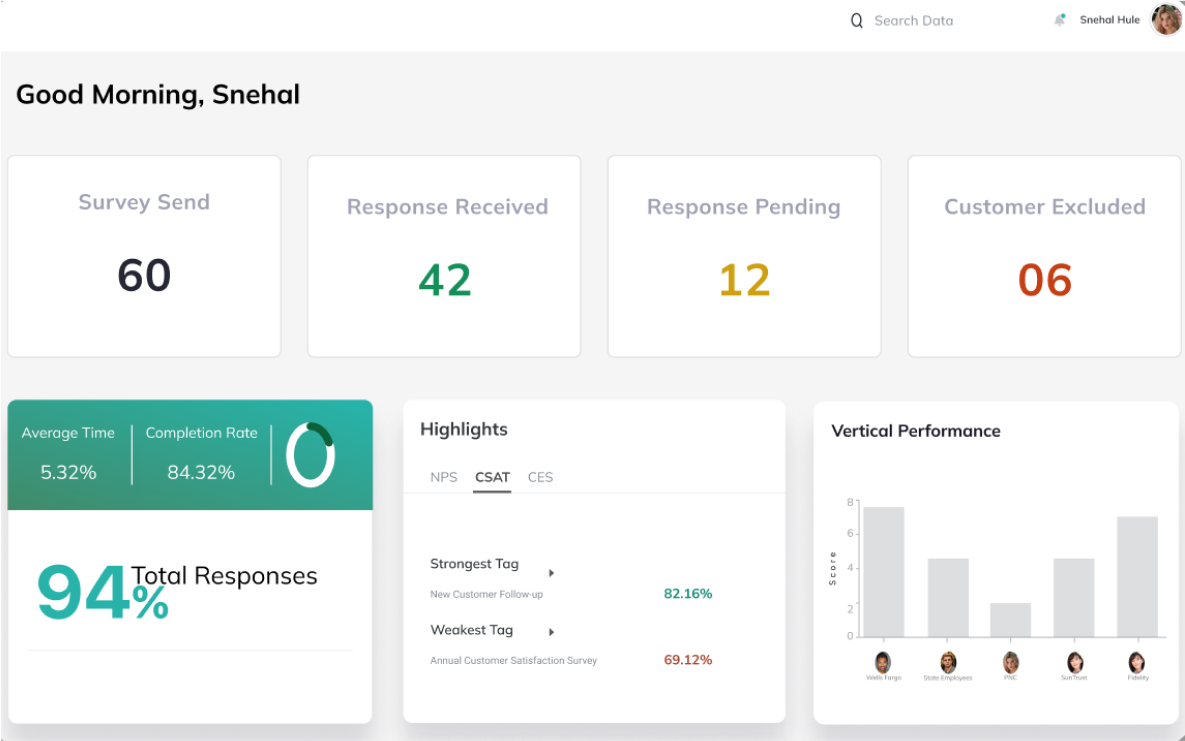 Search Data
Snehal Hule
Good Morning, Snehal
Survey Send
60
Response Received
42
Response Pending
12
Customer Excluded
06
Average Time
5.32%
Completion Rate
84.32%
94%
Total Responses
Highlights
NPS CSAT CES
Strongest Tag
New Customer Follow-up
82.16%
Weakest Tag
Annual Customer Satisfaction Survey
69.12%
Vertical Performance
Score
8
6
4
2
0
Wells Fargo
State Employees
PNC
SunTrust
Fidelity